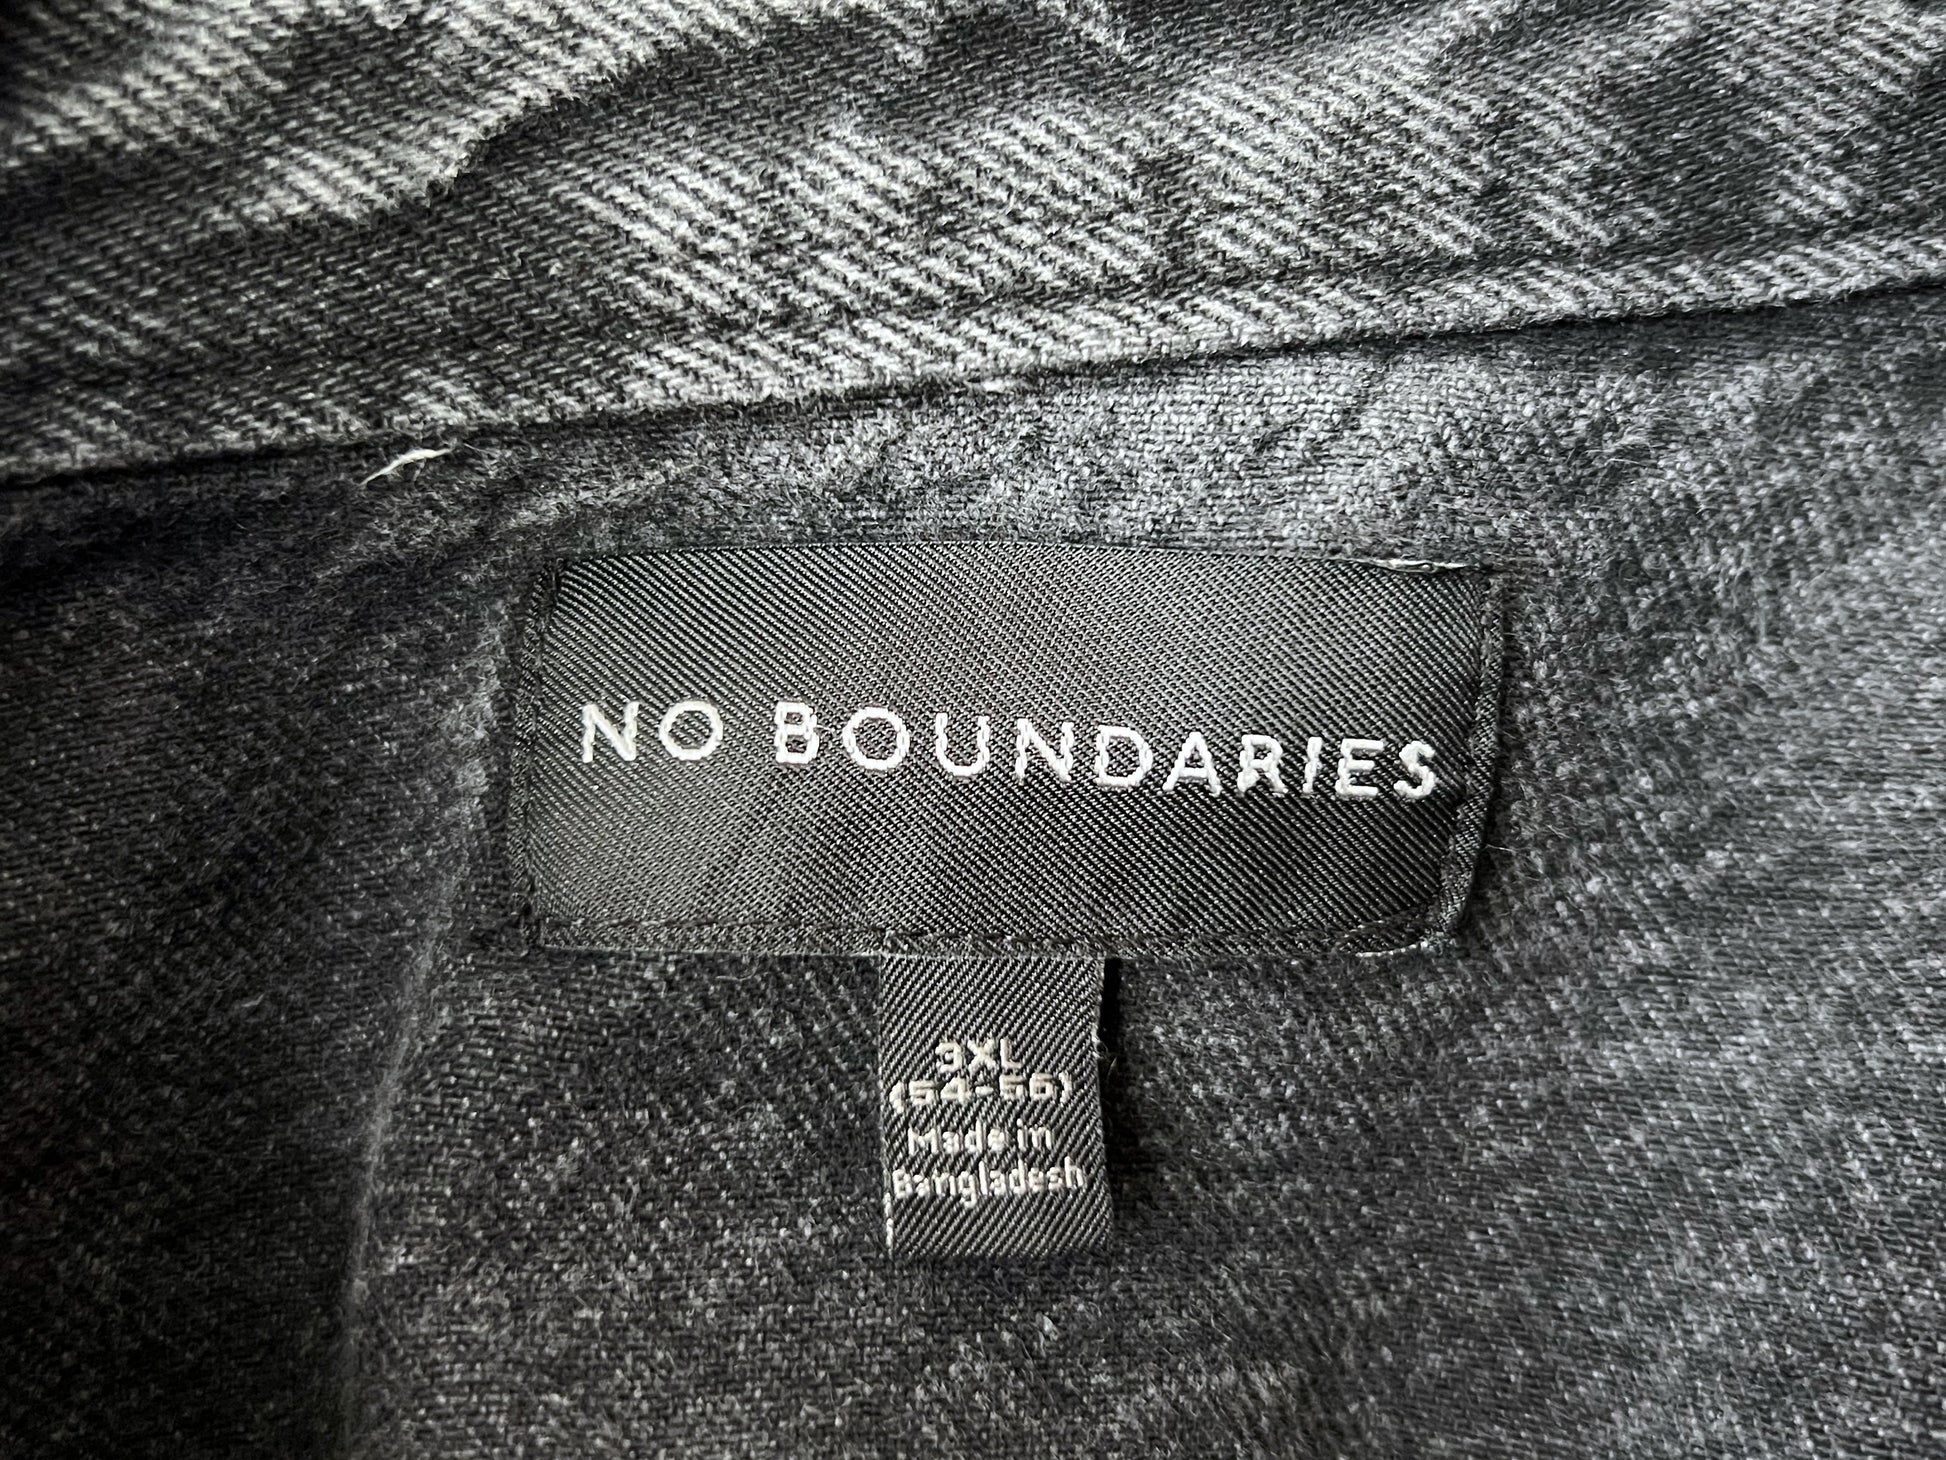 NO BOUNDARIES
3XL
(54-56)
Made in
Bangladesh